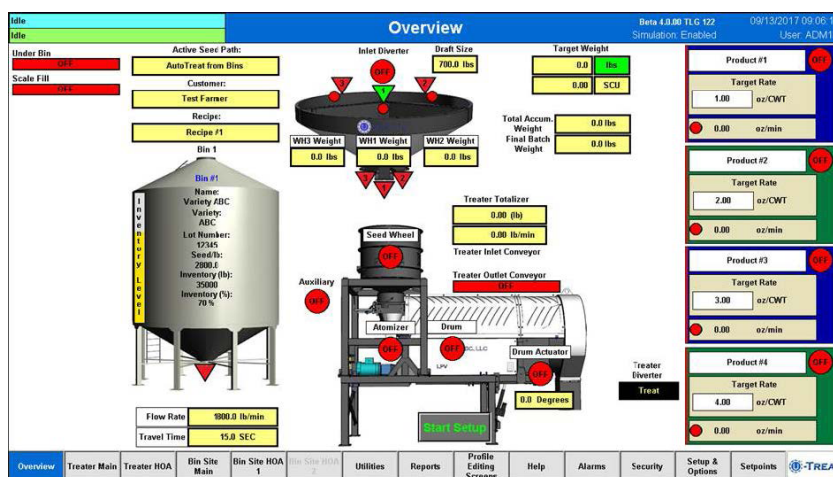 Idle
Idle
Overview
Beta 4.0.00 TLG 122
Simulation: Enabled
09/13/2017 09:06:1
User: ADM1
Under Bin
OFF
Scale Fill
OFF
Active Seed Path:
AutoTreat from Bins
Customer:
Test Farmer
Recipe:
Recipe #1
Inlet Diverter
OFF
3
1
2
Draft Size
700.0 lbs
Target Weight
0.0 lbs
0.00 SCU
Total Accum. Weight
0.0 lbs
Final Batch Weight
0.0 lbs
WH3 Weight
0.0 lbs
WH1 Weight
0.0 lbs
WH2 Weight
0.0 lbs
3
1
2
Bin 1
Bin #1
Name:
Variety ABC
Variety:
ABC
Lot Number:
12345
Seed/lb:
2800.0
Inventory (lb):
35000
Inventory (%):
70 %
Inventory Level
Flow Rate 1800.0 lb/min
Travel Time 15.0 SEC
Treater Totalizer
0.00 (lb)
0.00 lb/min
Treater Inlet Conveyor
Treater Outlet Conveyor
OFF
Seed Wheel
OFF
Auxiliary
OFF
Atomizer
OFF
Drum
OFF
LPV
Drum Actuator
OFF
0.0 Degrees
Start Setup
Treater Diverter
Treat
Product #1 OFF
Target Rate
1.00 oz/CWT
0.00 oz/min
Product #2 OFF
Target Rate
2.00 oz/CWT
0.00 oz/min
Product #3 OFF
Target Rate
3.00 oz/CWT
0.00 oz/min
Product #4 OFF
Target Rate
4.00 oz/CWT
0.00 oz/min
Overview
Treater Main
Treater HOA
Bin Site Main
Bin Site HOA 1
Bin Site HOA 2
Utilities
Reports
Profile Editing Screens
Help
Alarms
Security
Setup & Options
Setpoints
U-TREA